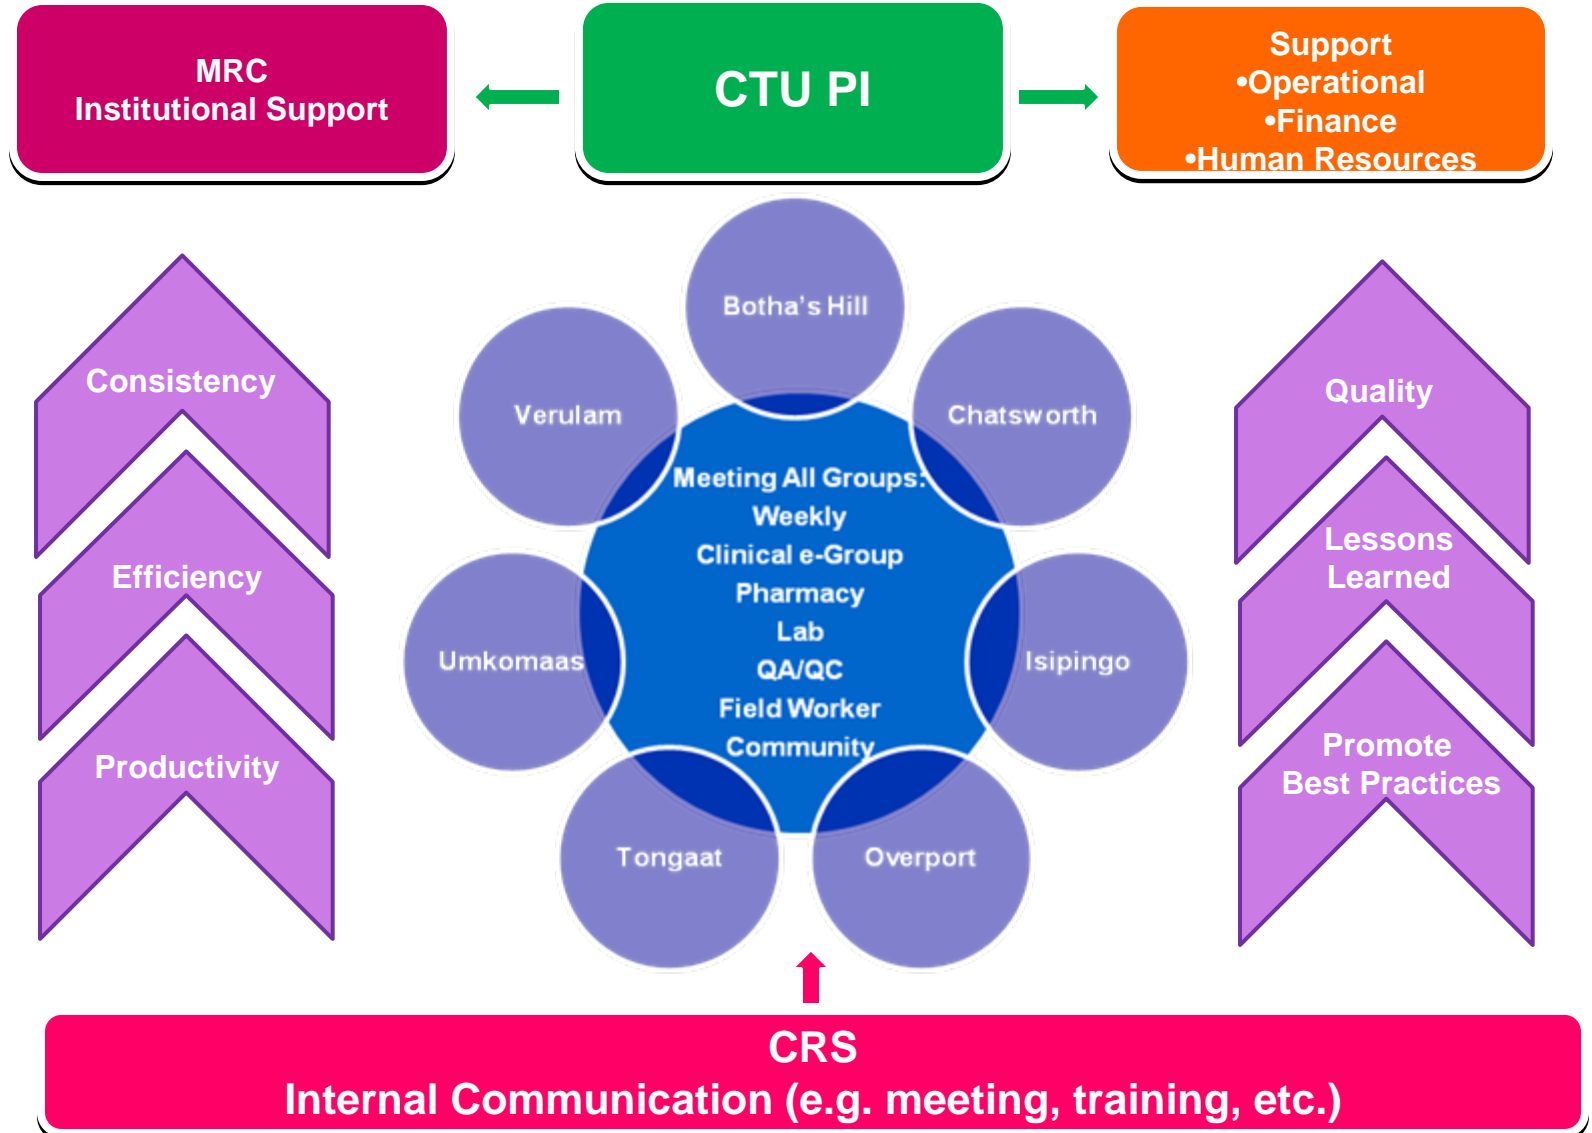 MRC
Institutional Support
CTU PI
Support
•Operational
•Finance
•Human Resources
Consistency
Efficiency
Productivity
Botha's Hill
Verulam
Chatsworth
Umkomaas
Isipingo
Tongaat
Overport
Meeting All Groups:
Weekly
Clinical e-Group
Pharmacy
Lab
QA/QC
Field Worker
Community
Quality
Lessons
Learned
Promote
Best Practices
CRS
Internal Communication (e.g. meeting, training, etc.)